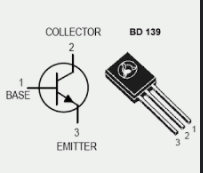 COLLECTOR
BD 139
2
1
BASE
3
EMITTER
3 2 1